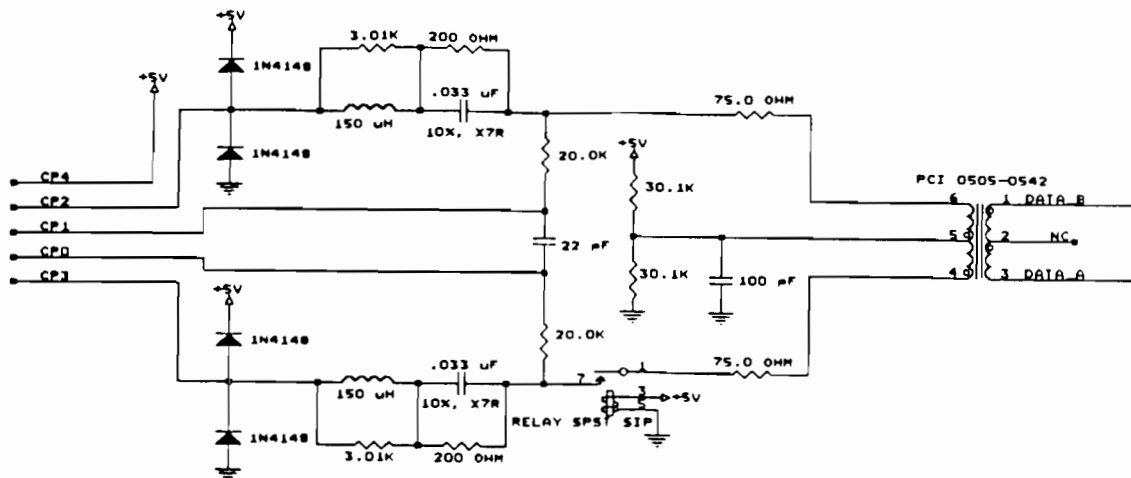 +5V
3.01K
200 OHM
1N4148
+5V
.033 uF
150 uH
10%, X7R
75.0 OHM
1N4148
20.0K
+5V
CP4
30.1K
PCI 0505-0542
CP2
6
1 DATA B
CP1
22 pF
5
2 NC
CP0
30.1K
4
3 DATA A
CP3
100 pF
+5V
20.0K
1N4148
.033 uF
1
75.0 OHM
7
150 uH
10%, X7R
3
+5V
5
RELAY SPST SIP
1N4148
3.01K
200 OHM